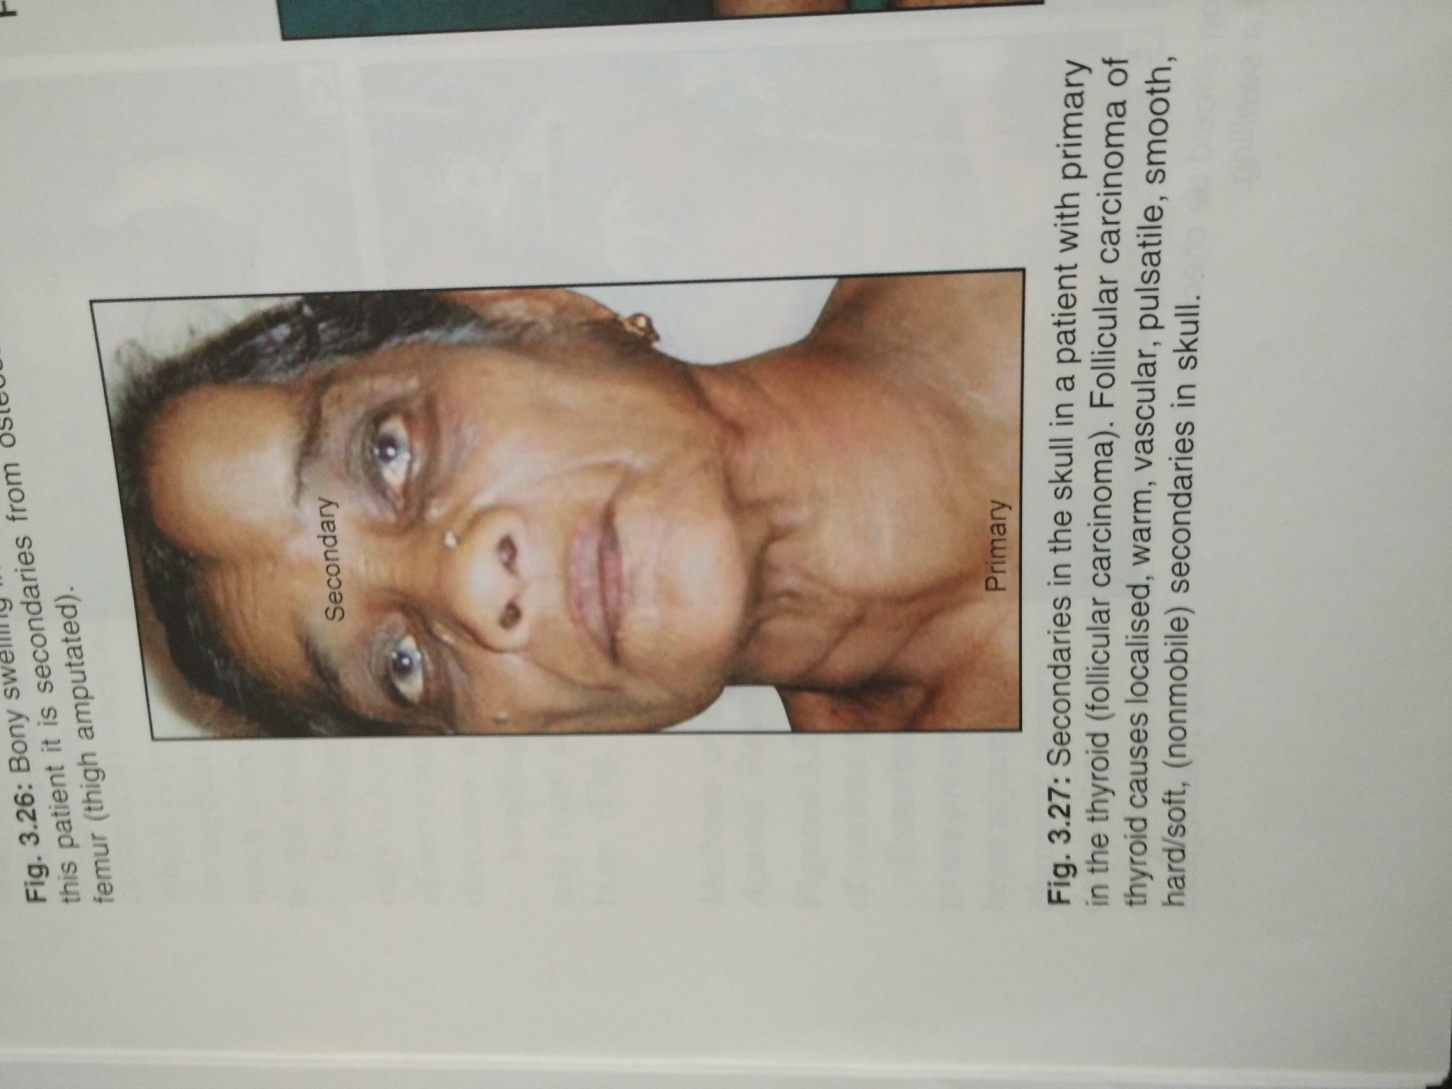 Fig. 3.26: Bony swelling
this patient it is secondaries from
femur (thigh amputated).
Secondary
Primary
Fig. 3.27: Secondaries in the skull in a patient with primary
in the thyroid (follicular carcinoma). Follicular carcinoma of
thyroid causes localised, warm, vascular, pulsatile, smooth,
hard/soft, (nonmobile) secondaries in skull.